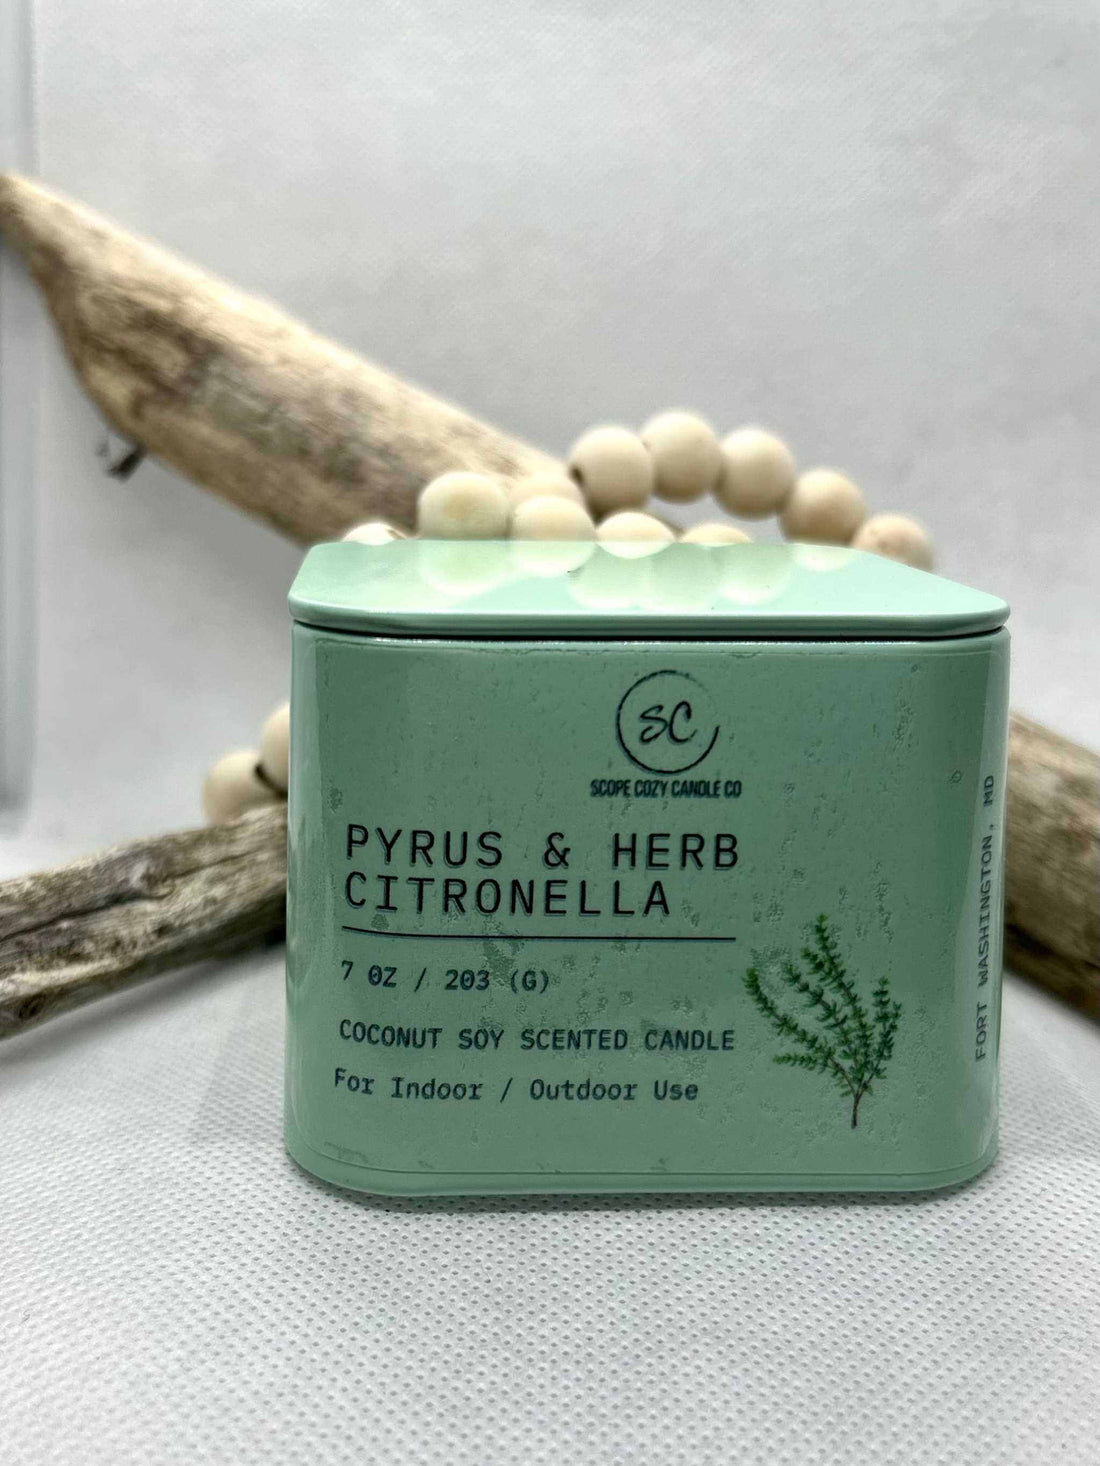 SC
SCOPE COZY CANDLE CO
PYRUS & HERB
CITRONELLA
7 OZ / 203 (G)
COCONUT SOY SCENTED CANDLE
For Indoor / Outdoor Use
FORT WASHINGTON, MD